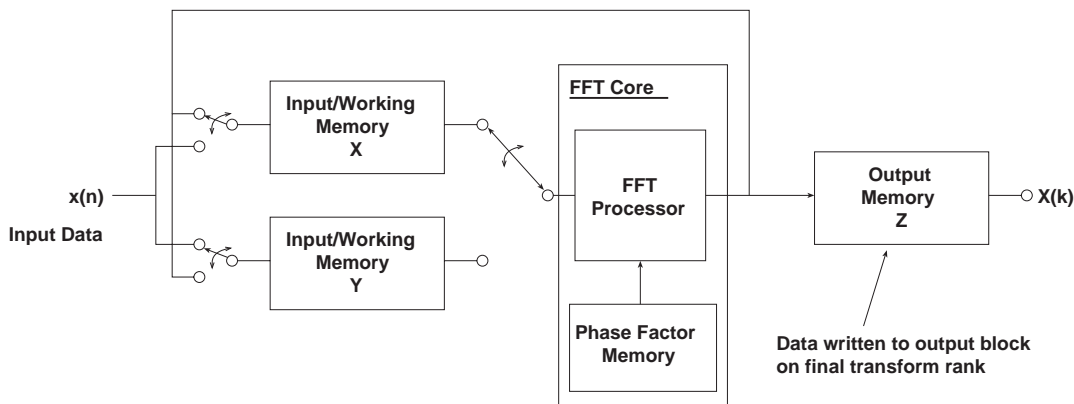 FFT Core
Input/Working
Memory
X
FFT
Processor
Output
Memory
Z
x(n)
X(k)
Input Data
Input/Working
Memory
Y
Phase Factor
Memory
Data written to output block
on final transform rank